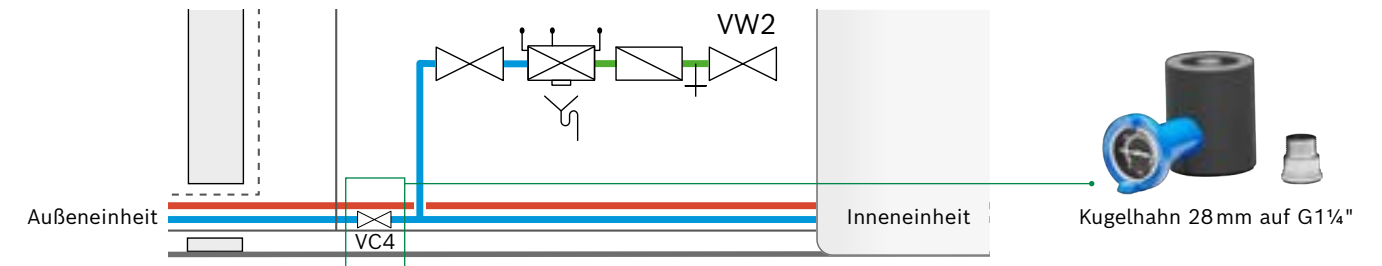 VW2
Außeneinheit
VC4
Inneneinheit
Kugelhahn 28 mm auf G1¼"